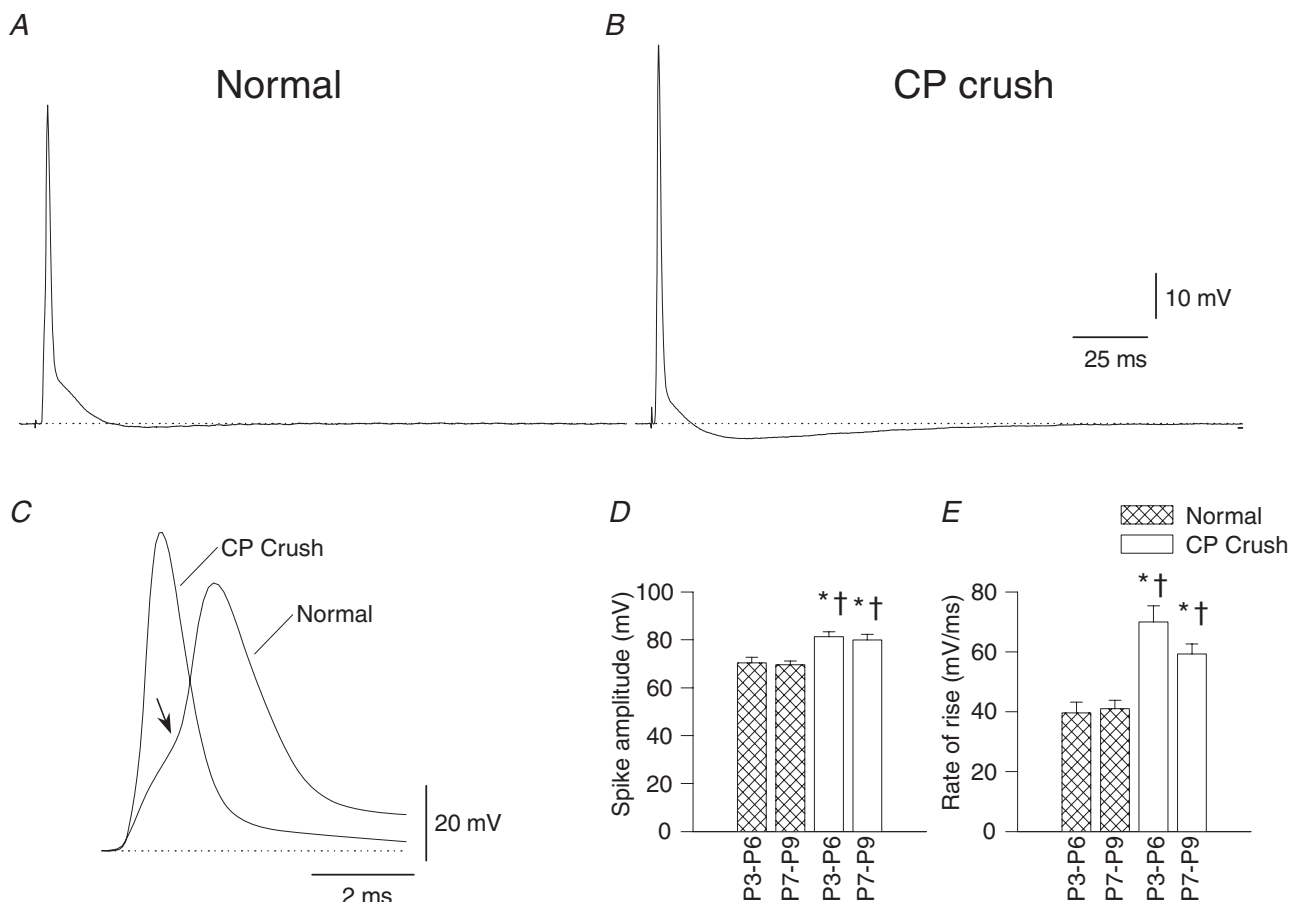 A
B
Normal
CP crush
10 mV
25 ms
C
D
E
Normal
CP Crush
CP Crush
Normal
20 mV
2 ms
Spike amplitude (mV)
100
80
60
40
20
0
* † * †
P3-P6
P7-P9
P3-P6
P7-P9
Rate of rise (mV/ms)
80
60
40
20
0
* †
* †
P3-P6
P7-P9
P3-P6
P7-P9